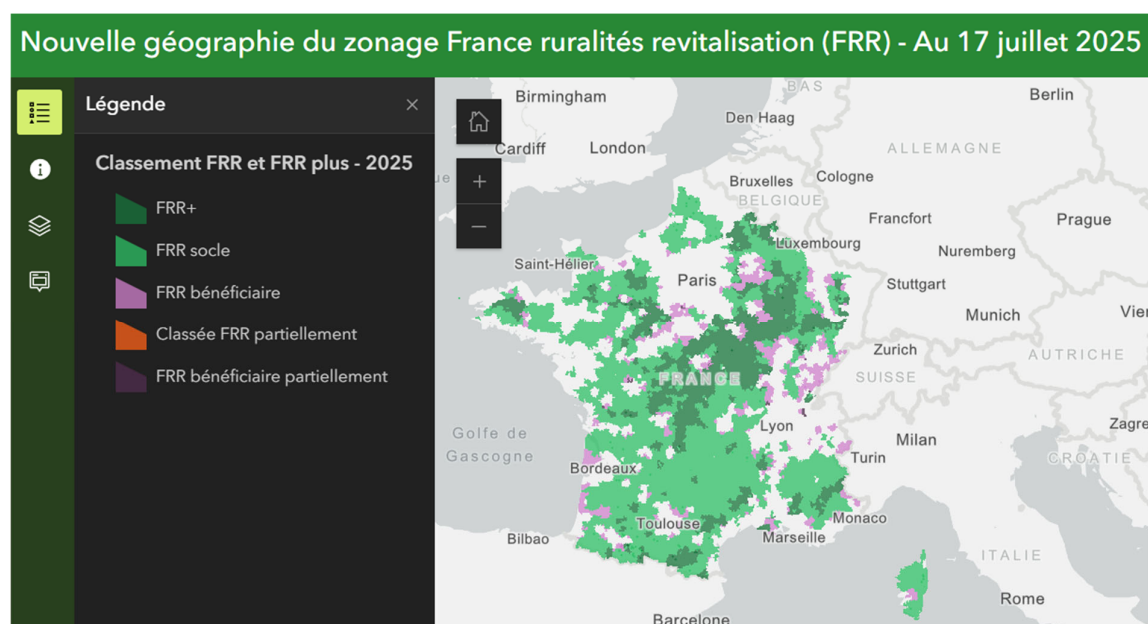 Nouvelle géographie du zonage France ruralités revitalisation (FRR) - Au 17 juillet 2025
Légende
Classement FRR et FRR plus - 2025
FRR+
FRR socle
FRR bénéficiaire
Classée FRR partiellement
FRR bénéficiaire partiellement
Birmingham
BAS
Berlin
Den Haag
Cardiff
London
ALLEMAGNE
ue
Bruxelles
Cologne
BELGIQUE
Francfort
Prague
Luxembourg
Nuremberg
Saint-Hélier
Paris
Stuttgart
Munich
Vier
Zurich
AUTRICHE
FRANCE
SUISSE
Lyon
Zagre
Golfe de
Gascogne
Milan
Turin
CROATIE
Bordeaux
Toulouse
Monaco
Marseille
Bilbao
ITALIE
Rome
Barcelone